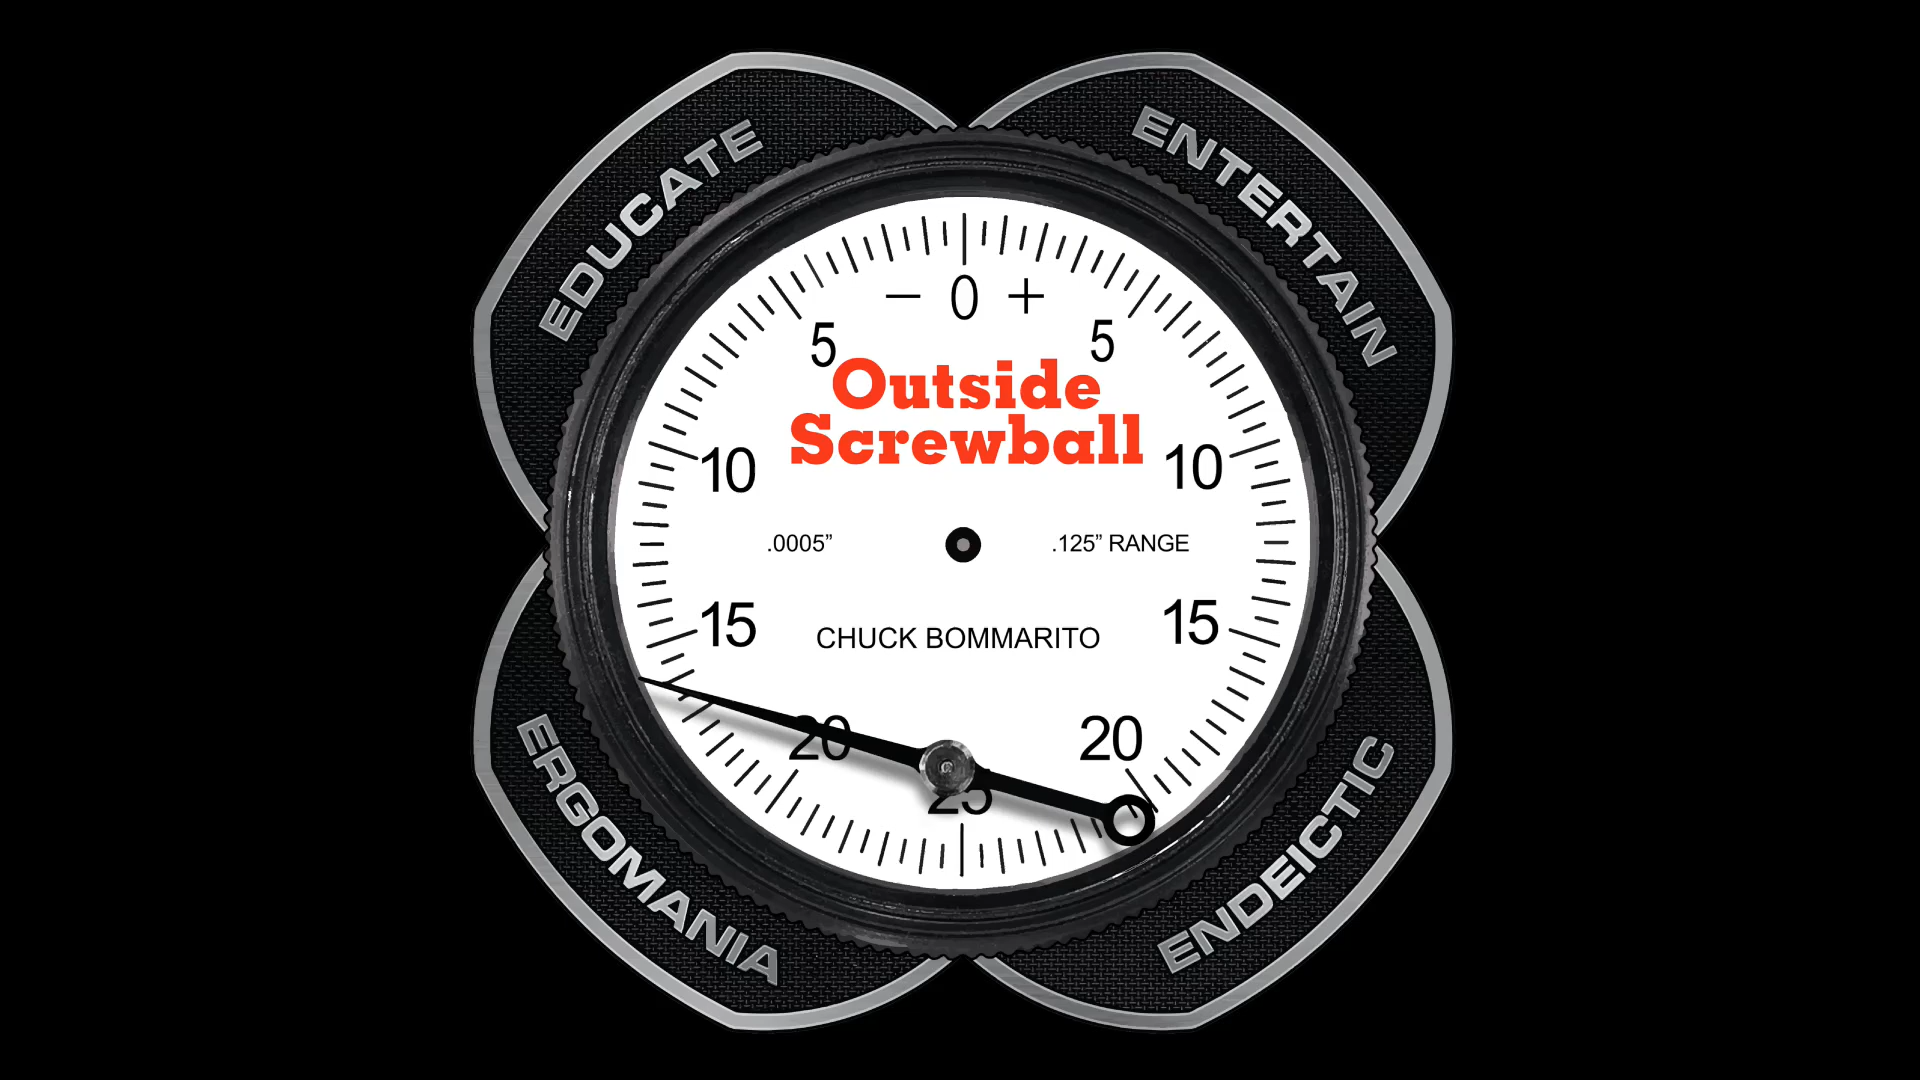 EDUCATE
ENTERTAIN
− 0 +
5
5
Outside
Screwball
10
10
.0005”
.125” RANGE
15
CHUCK BOMMARITO
15
20
20
25
ERGOMANIA
ENDEICTIC